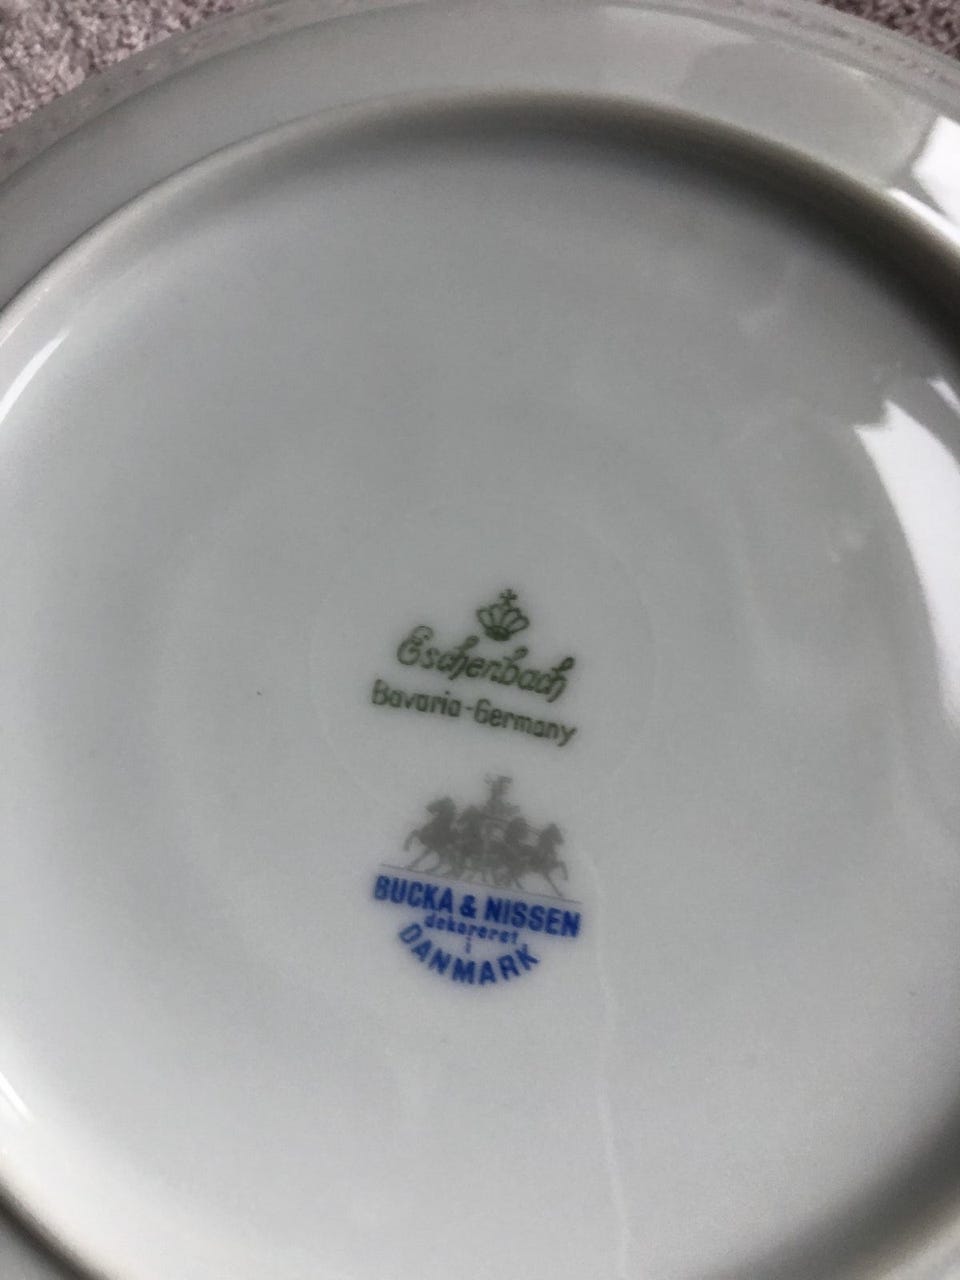 Eschenbach
Bavaria-Germany
BUCKA & NISSEN
dekoreret
i
DANMARK